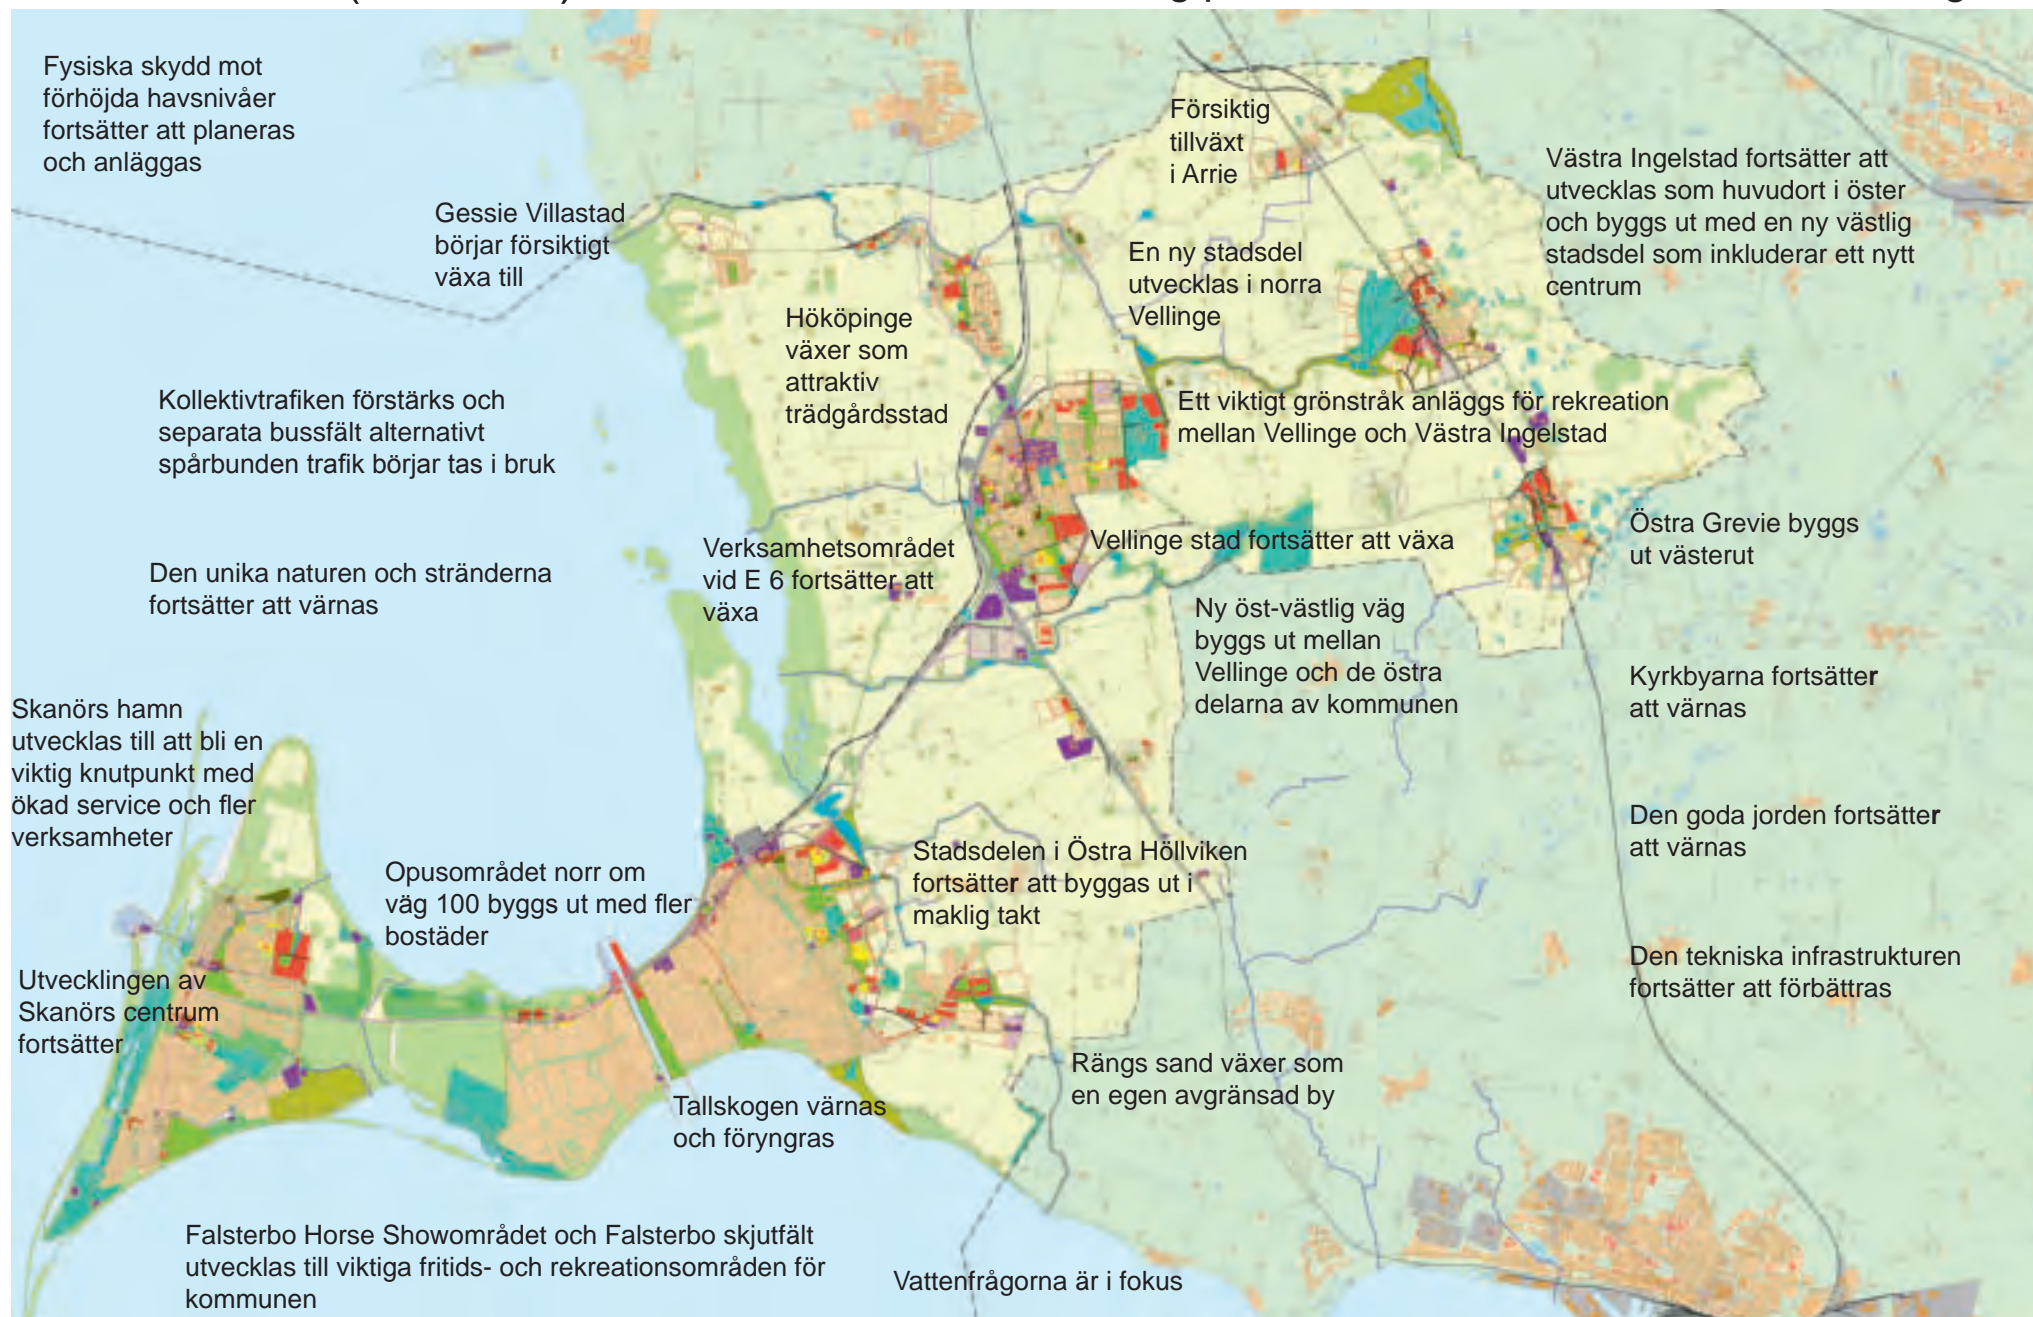 Fysiska skydd mot
förhöjda havsnivåer
fortsätter att planeras
och anläggas
Försiktig
tillväxt
i Arrie
Västra Ingelstad fortsätter att
utvecklas som huvudort i öster
och byggs ut med en ny västlig
stadsdel som inkluderar ett nytt
centrum
Gessie Villastad
börjar försiktigt
växa till
En ny stadsdel
utvecklas i norra
Vellinge
Hököpinge
växer som
attraktiv
trädgårdsstad
Kollektivtrafiken förstärks och
separata bussfält alternativt
spårbunden trafik börjar tas i bruk
Ett viktigt grönstråk anläggs för rekreation
mellan Vellinge och Västra Ingelstad
Verksamhetsområdet
vid E 6 fortsätter att
växa
Vellinge stad fortsätter att växa
Östra Grevie byggs
ut västerut
Den unika naturen och stränderna
fortsätter att värnas
Ny öst-västlig väg
byggs ut mellan
Vellinge och de östra
delarna av kommunen
Kyrkbyarna fortsätter
att värnas
Skanörs hamn
utvecklas till att bli en
viktig knutpunkt med
ökad service och fler
verksamheter
Den goda jorden fortsätter
att värnas
Opusområdet norr om
väg 100 byggs ut med fler
bostäder
Stadsdelen i Östra Höllviken
fortsätter att byggas ut i
maklig takt
Utvecklingen av
Skanörs centrum
fortsätter
Den tekniska infrastrukturen
fortsätter att förbättras
Rängs sand växer som
en egen avgränsad by
Tallskogen värnas
och föryngras
Falsterbo Horse Showområdet och Falsterbo skjutfält
utvecklas till viktiga fritids- och rekreationsområden för
kommunen
Vattenfrågorna är i fokus